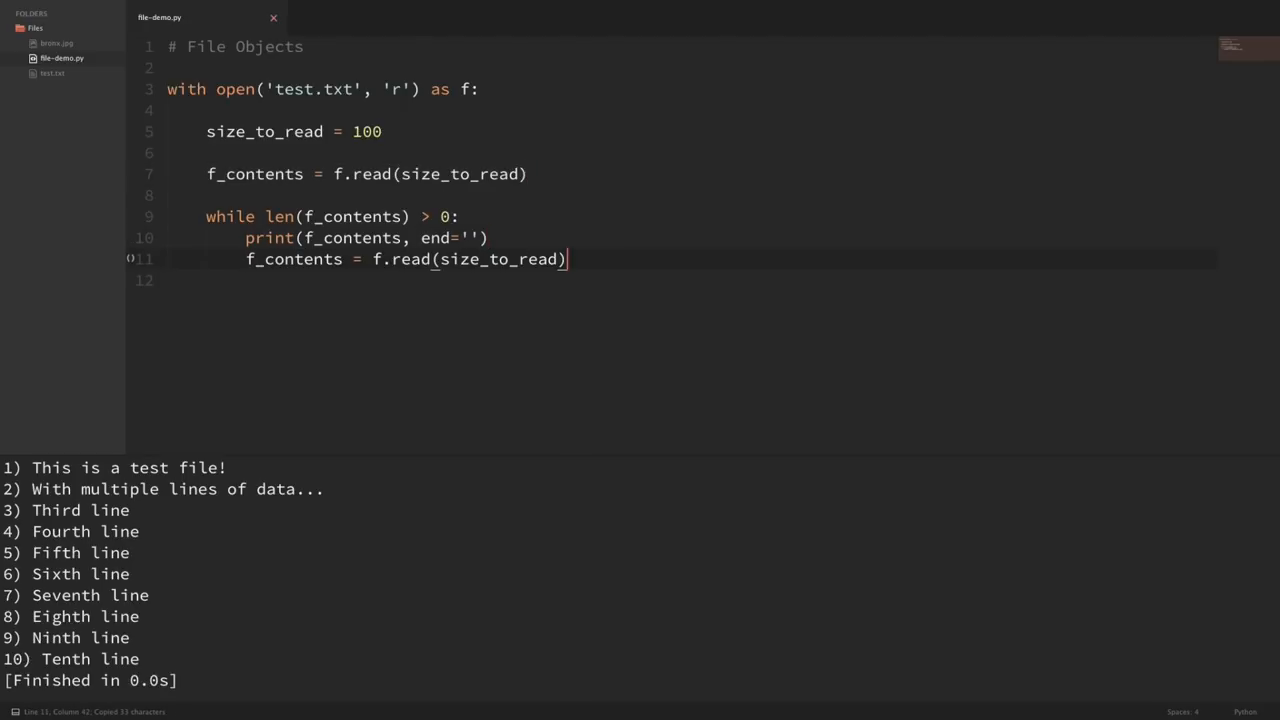 FOLDERS
Files
bronx.jpg
file-demo.py
test.txt
file-demo.py
1 # File Objects
2
3 with open('test.txt', 'r') as f:
4
5 size_to_read = 100
6
7 f_contents = f.read(size_to_read)
8
9 while len(f_contents) > 0:
10 print(f_contents, end='')
11 f_contents = f.read(size_to_read)
12
1) This is a test file!
2) With multiple lines of data...
3) Third line
4) Fourth line
5) Fifth line
6) Sixth line
7) Seventh line
8) Eighth line
9) Ninth line
10) Tenth line
[Finished in 0.0s]
Line 11, Column 42; Copied 33 characters
Spaces: 4
Python